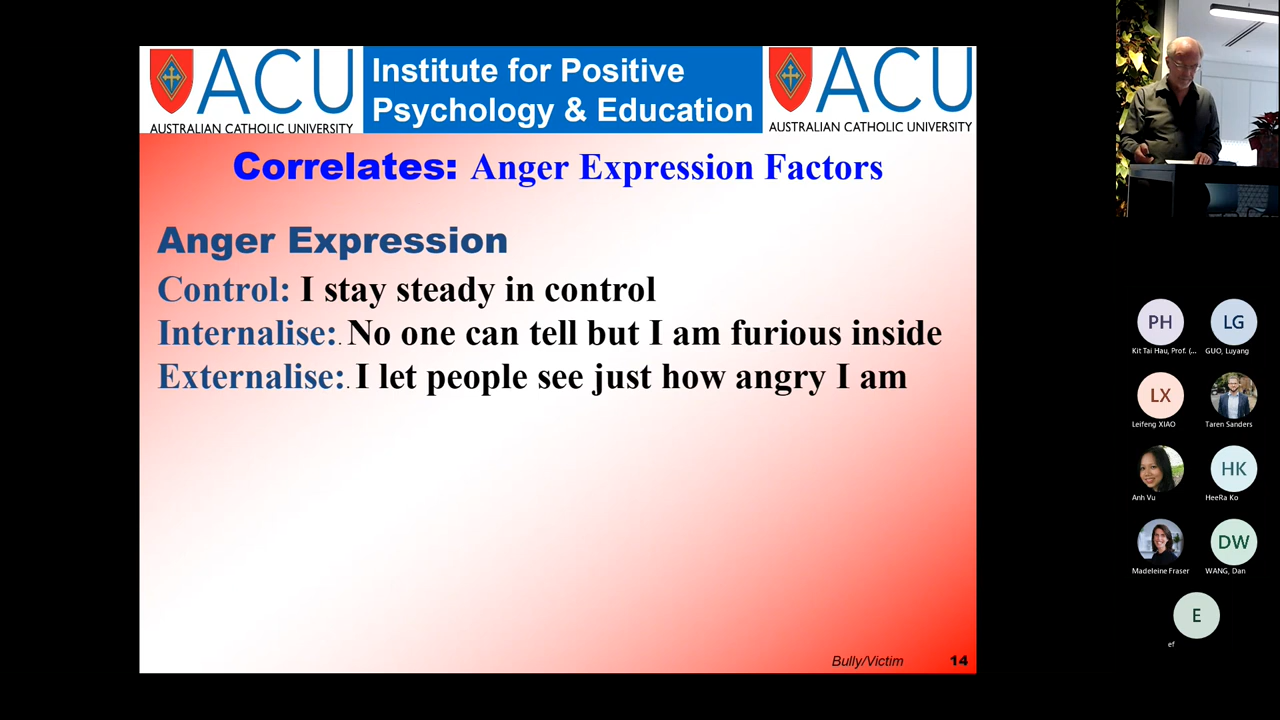 ACU
AUSTRALIAN CATHOLIC UNIVERSITY
Institute for Positive
Psychology & Education
ACU
AUSTRALIAN CATHOLIC UNIVERSITY
Correlates: Anger Expression Factors
Anger Expression
Control: I stay steady in control
Internalise:. No one can tell but I am furious inside
Externalise:. I let people see just how angry I am
Bully/Victim 14
PH
Kit Tai Hau, Prof. (...
LG
GUO, Luyang
LX
Leifeng XIAO
Taren Sanders
Anh Vu
HK
HeeRa Ko
Madeleine Fraser
DW
WANG, Dan
E
ef